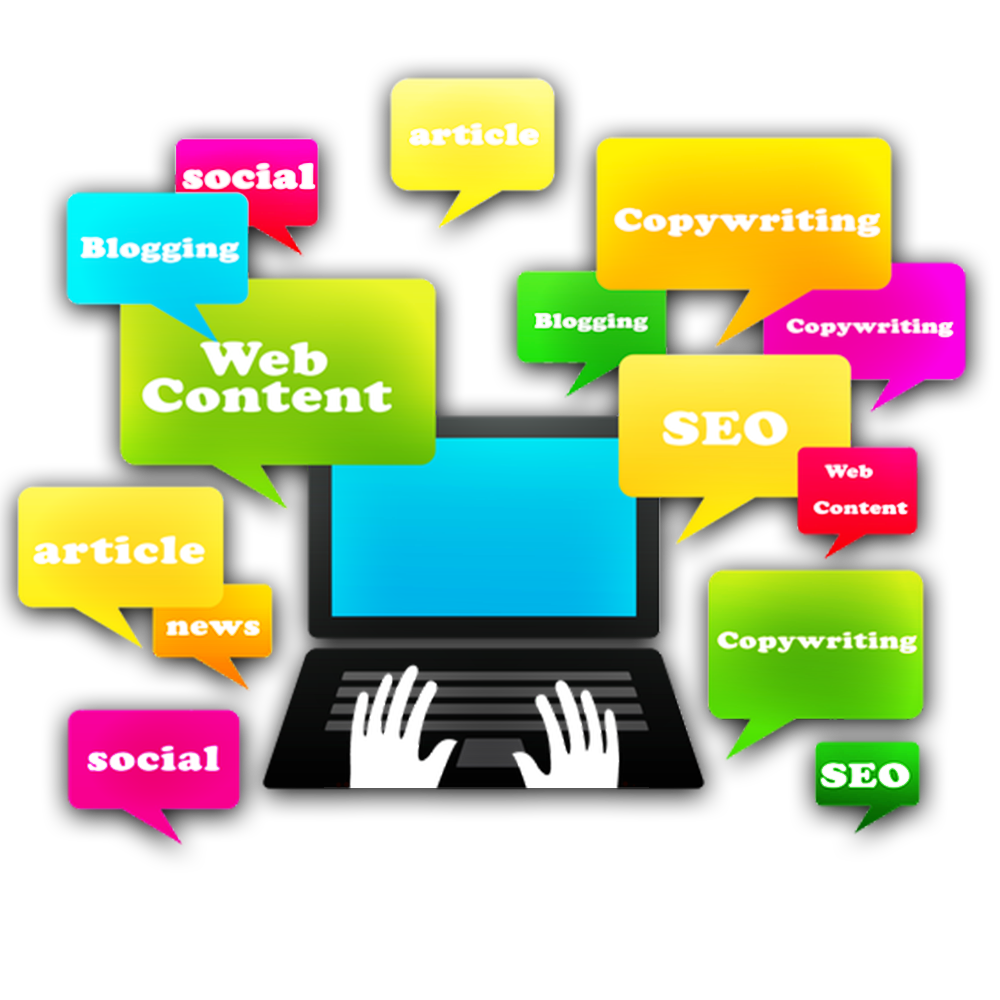 article
social
Copywriting
Blogging
Blogging
Copywriting
Web
Content
SEO
Web
Content
article
news
Copywriting
social
SEO